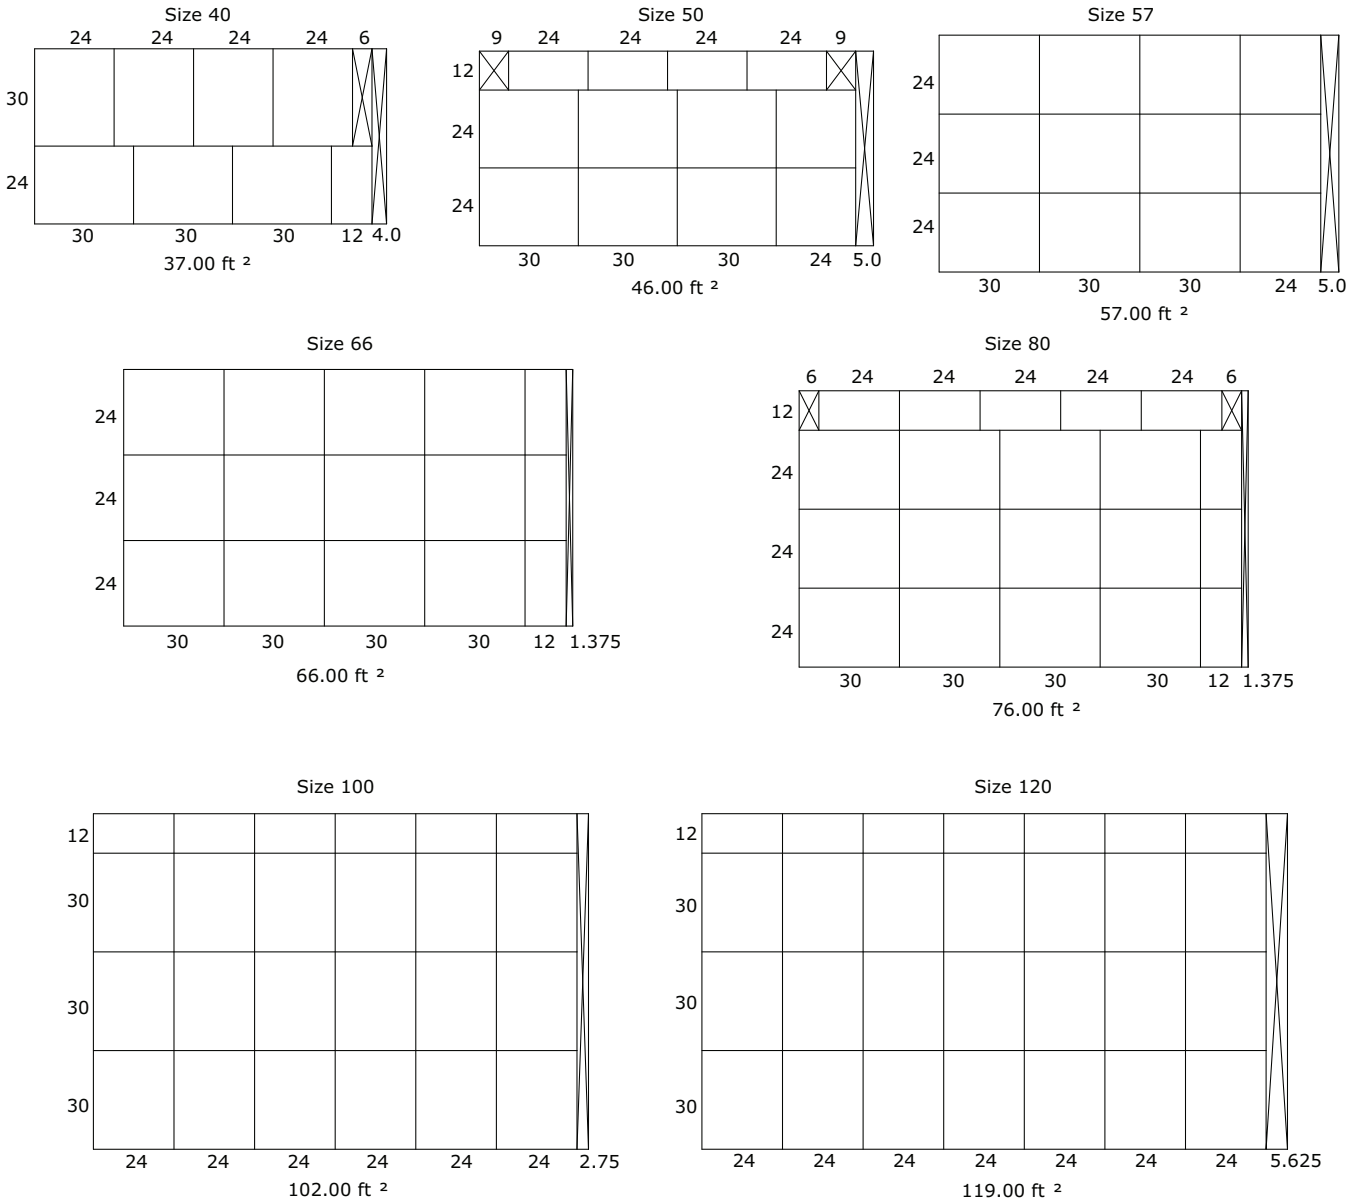 Size 40
24 24 24 24 6
30
24
30 30 30 12 4.0
37.00 ft ²
Size 50
9 24 24 24 24 9
12
24
24
30 30 30 24 5.0
46.00 ft ²
Size 57
24
24
24
30 30 30 24 5.0
57.00 ft ²
Size 66
24
24
24
30 30 30 30 12 1.375
66.00 ft ²
Size 80
6 24 24 24 24 24 6
12
24
24
24
30 30 30 30 12 1.375
76.00 ft ²
Size 100
12
30
30
30
24 24 24 24 24 24 2.75
102.00 ft ²
Size 120
12
30
30
30
24 24 24 24 24 24 24 5.625
119.00 ft ²